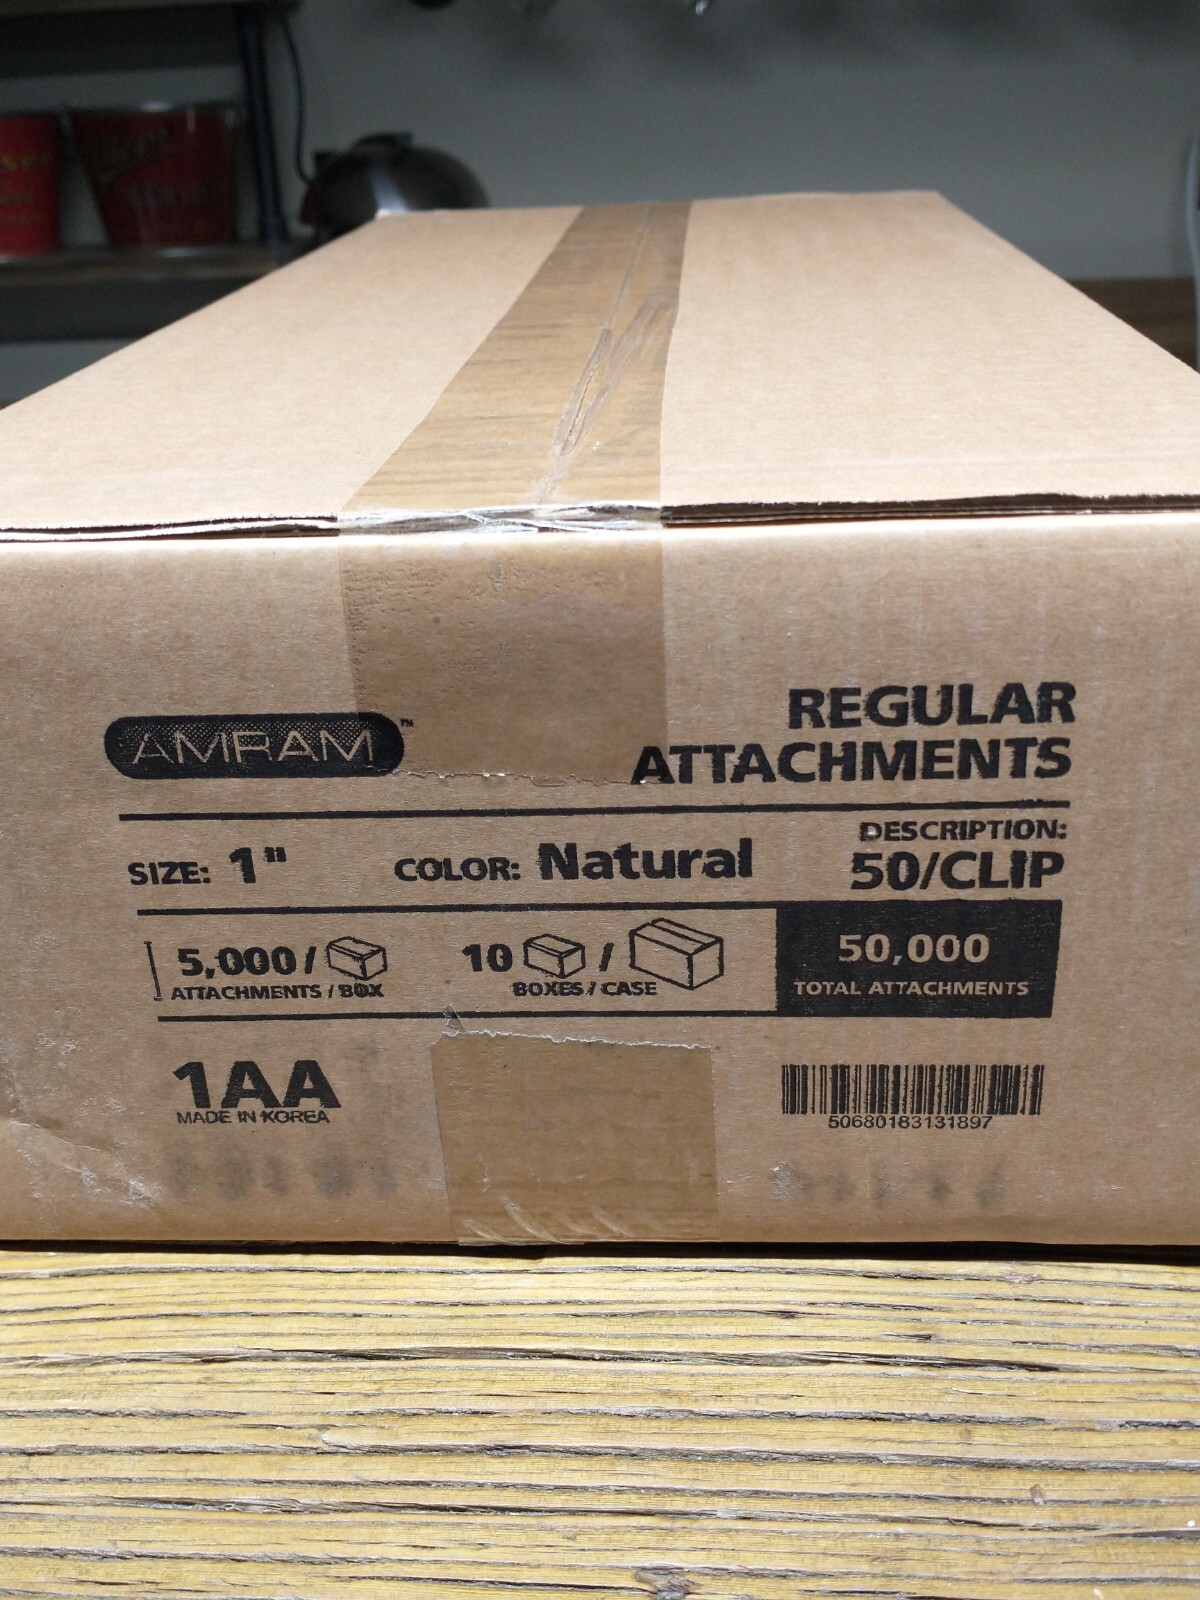 AMRAM™
REGULAR
ATTACHMENTS
SIZE: 1"
COLOR: Natural
DESCRIPTION:
50/CLIP
5,000/
ATTACHMENTS / BOX
10 /
BOXES / CASE
50,000
TOTAL ATTACHMENTS
1AA
MADE IN KOREA
50680183131897